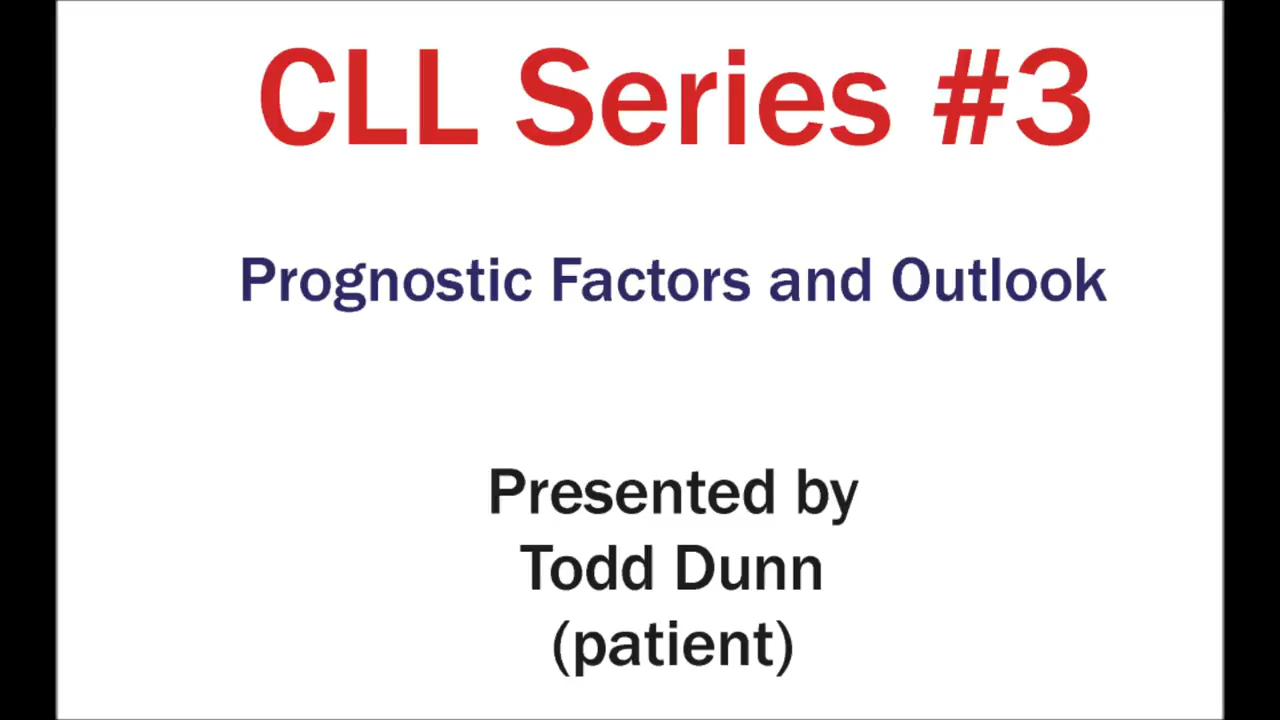 CLL Series #3
Prognostic Factors and Outlook
Presented by
Todd Dunn
(patient)